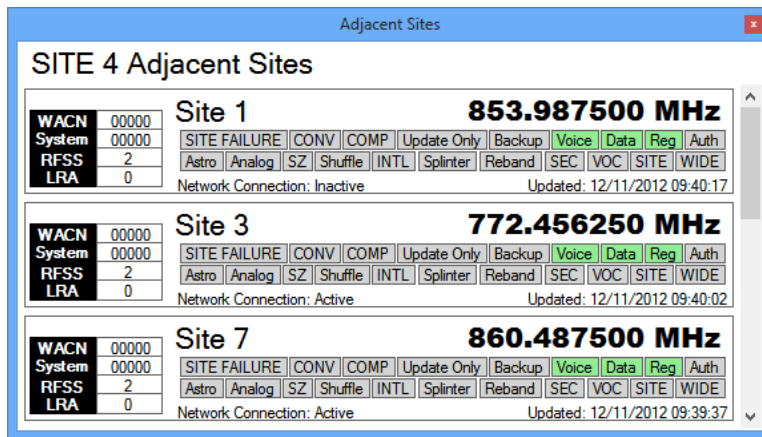 Adjacent Sites
x
SITE 4 Adjacent Sites
Site 1 853.987500 MHz
WACN 00000
System 00000
RFSS 2
LRA 0
SITE FAILURE CONV COMP Update Only Backup Voice Data Reg Auth
Astro Analog SZ Shuffle INTL Splinter Reband SEC VOC SITE WIDE
Network Connection: Inactive Updated: 12/11/2012 09:40:17
Site 3 772.456250 MHz
WACN 00000
System 00000
RFSS 2
LRA 0
SITE FAILURE CONV COMP Update Only Backup Voice Data Reg Auth
Astro Analog SZ Shuffle INTL Splinter Reband SEC VOC SITE WIDE
Network Connection: Active Updated: 12/11/2012 09:40:02
Site 7 860.487500 MHz
WACN 00000
System 00000
RFSS 2
LRA 0
SITE FAILURE CONV COMP Update Only Backup Voice Data Reg Auth
Astro Analog SZ Shuffle INTL Splinter Reband SEC VOC SITE WIDE
Network Connection: Active Updated: 12/11/2012 09:39:37